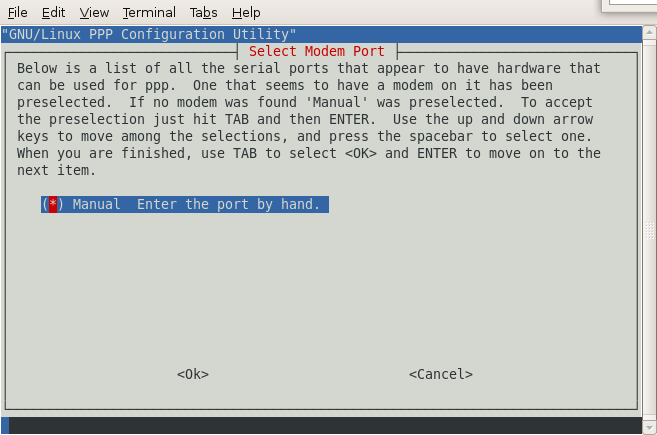 File Edit View Terminal Tabs Help
"GNU/Linux PPP Configuration Utility"
Select Modem Port
Below is a list of all the serial ports that appear to have hardware that
can be used for ppp.  One that seems to have a modem on it has been
preselected.  If no modem was found 'Manual' was preselected.  To accept
the preselection just hit TAB and then ENTER.  Use the up and down arrow
keys to move among the selections, and press the spacebar to select one.
When you are finished, use TAB to select <OK> and ENTER to move on to the
next item.
(*) Manual  Enter the port by hand.
<Ok> <Cancel>